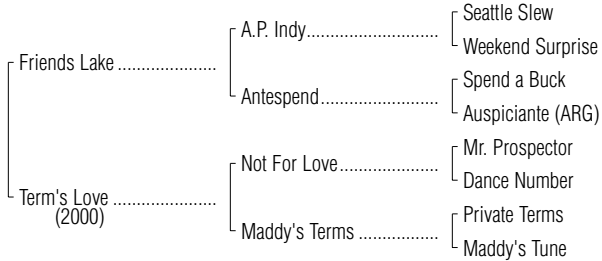 Seattle Slew
A.P. Indy............................
Weekend Surprise
Friends Lake .....................
Spend a Buck
Antespend.........................
Auspiciante (ARG)
Mr. Prospector
Not For Love.....................
Dance Number
Term's Love ......................
(2000)
Private Terms
Maddy's Terms .................
Maddy's Tune